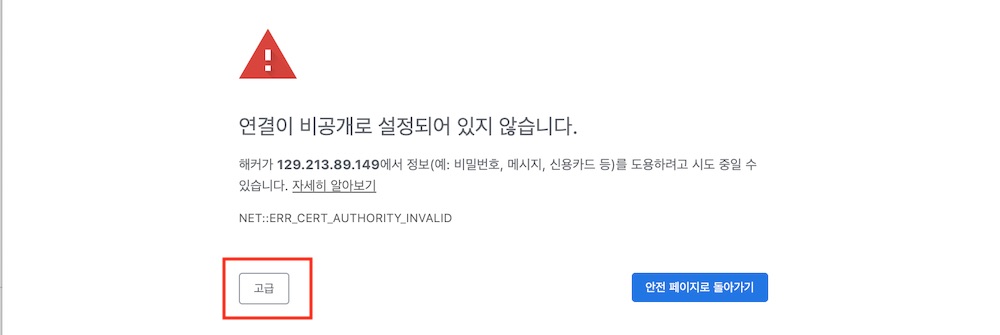 연결이 비공개로 설정되어 있지 않습니다.
해커가 129.213.89.149에서 정보(예: 비밀번호, 메시지, 신용카드 등)를 도용하려고 시도 중일 수
있습니다. 자세히 알아보기
NET::ERR_CERT_AUTHORITY_INVALID
고급
안전 페이지로 돌아가기